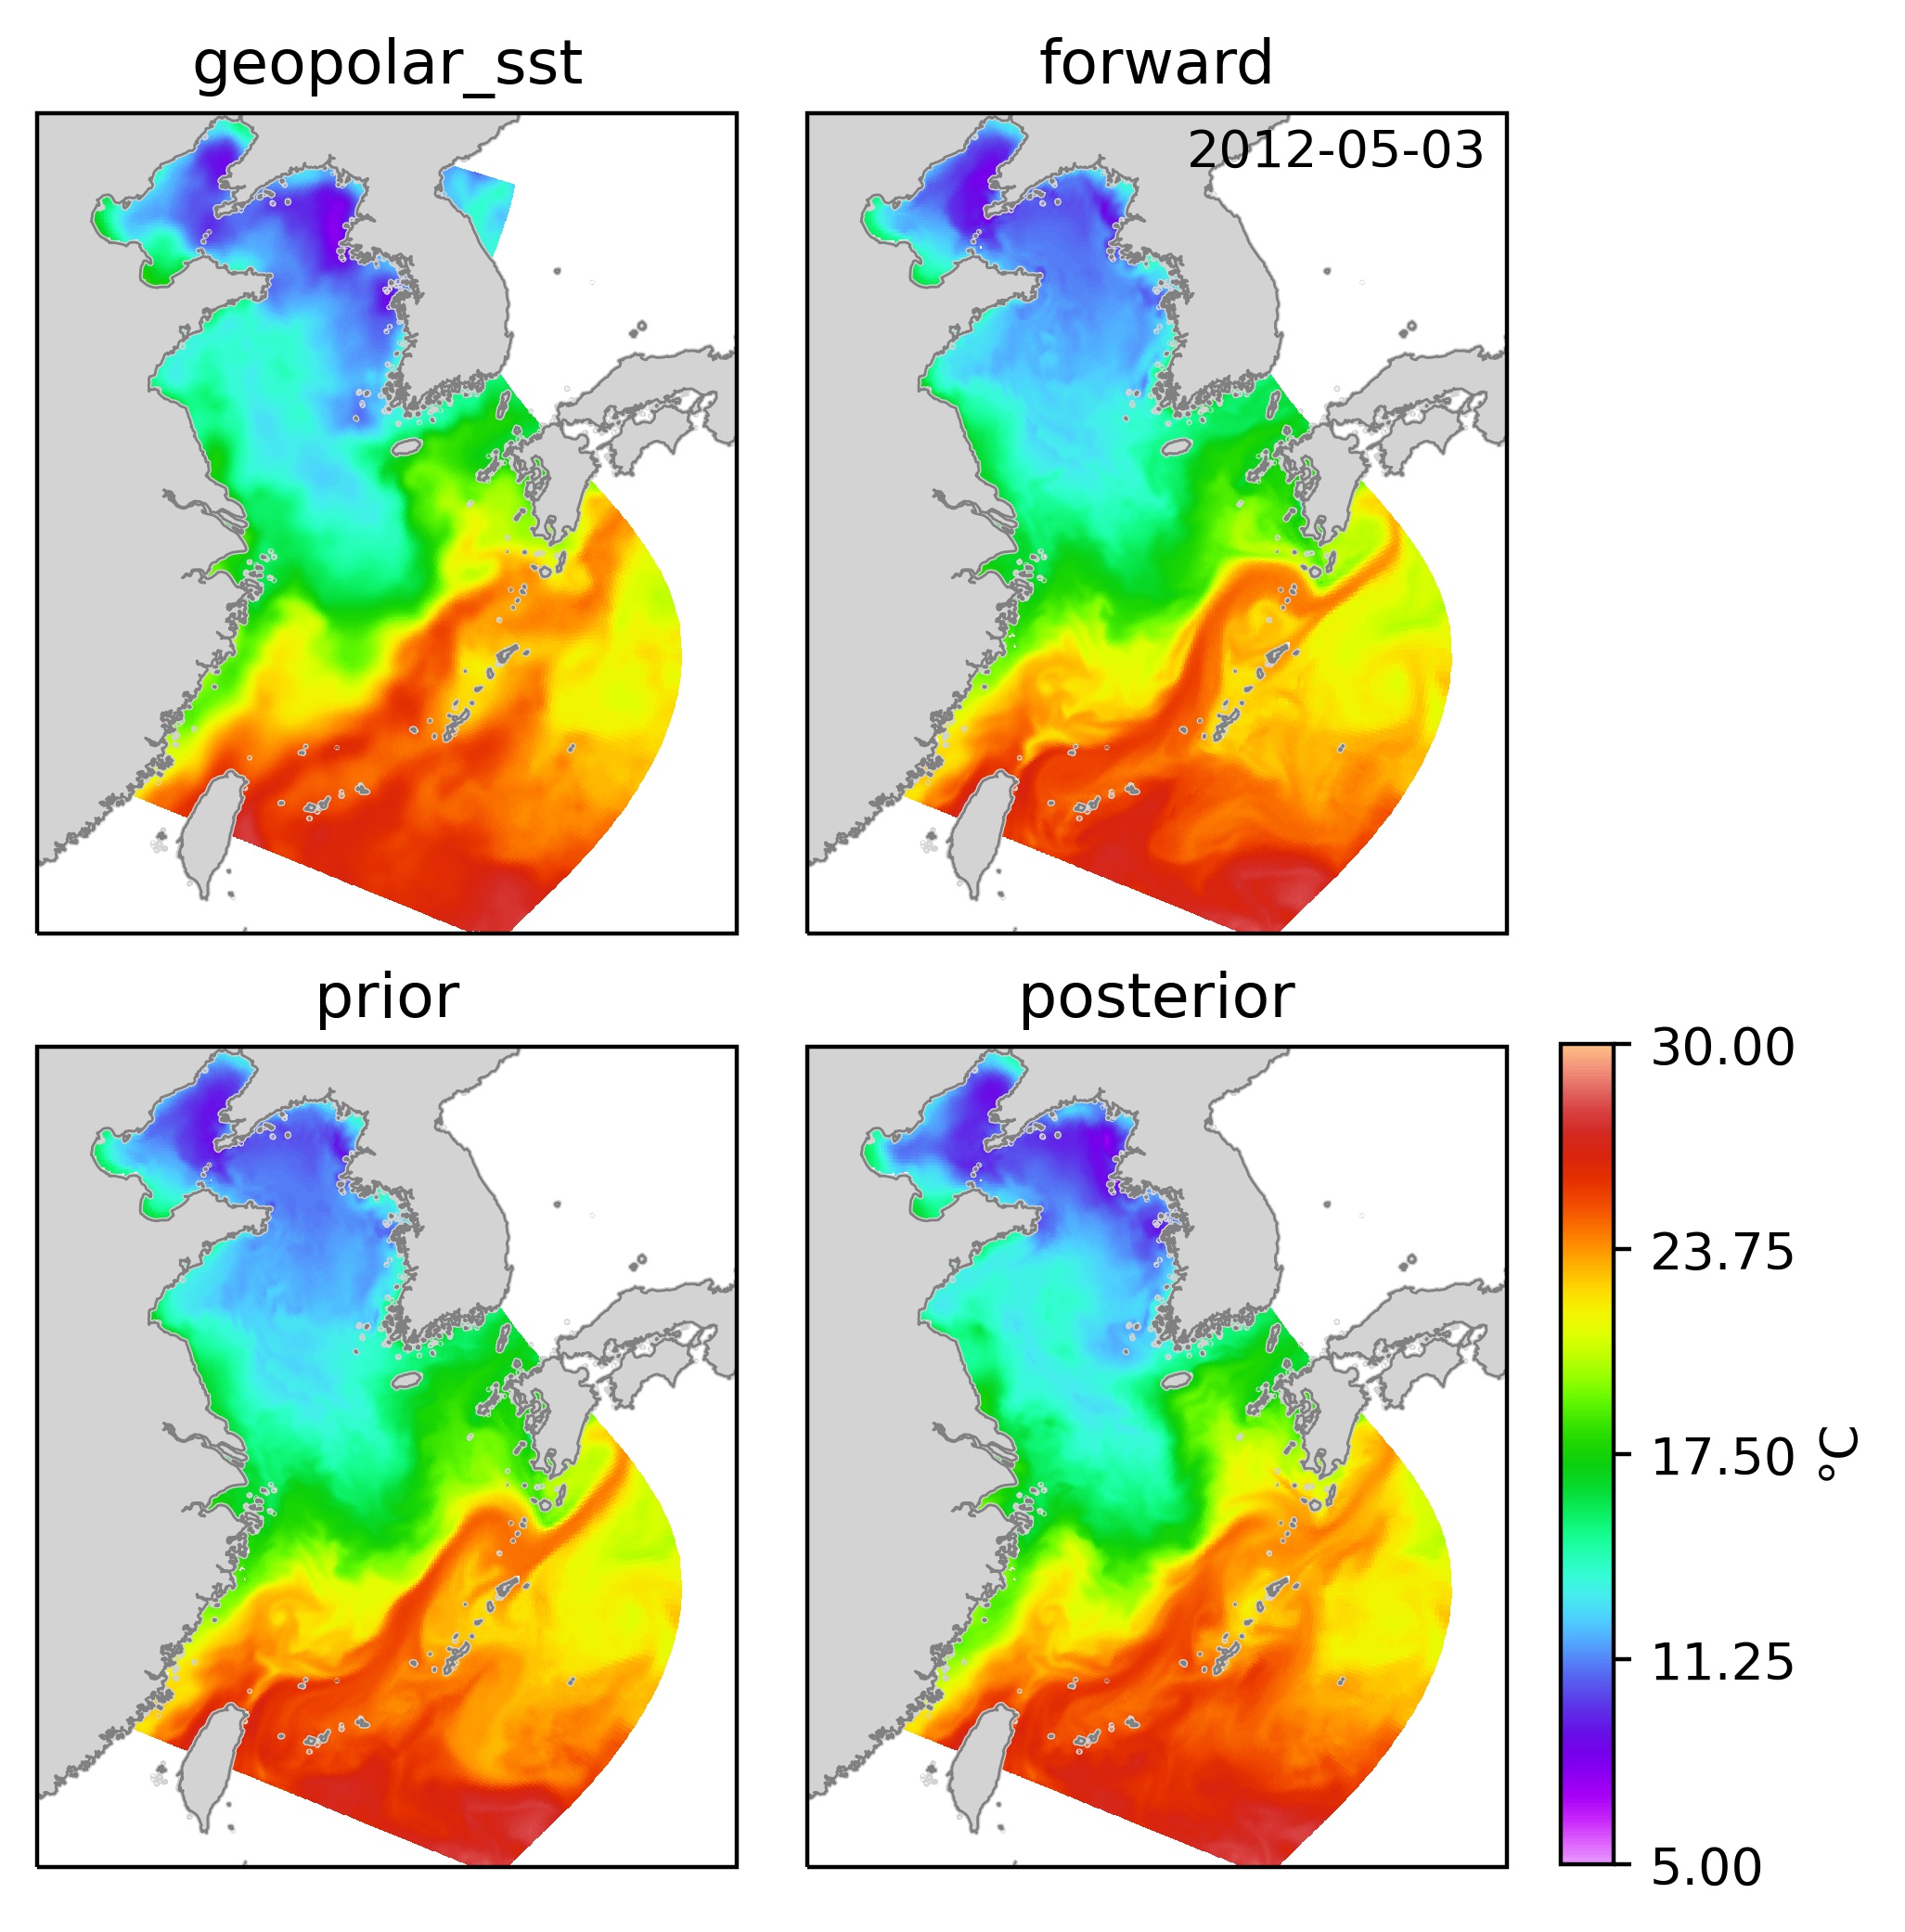 geopolar_sst
forward
2012-05-03
prior
posterior
30.00
23.75
17.50
11.25
5.00
°C